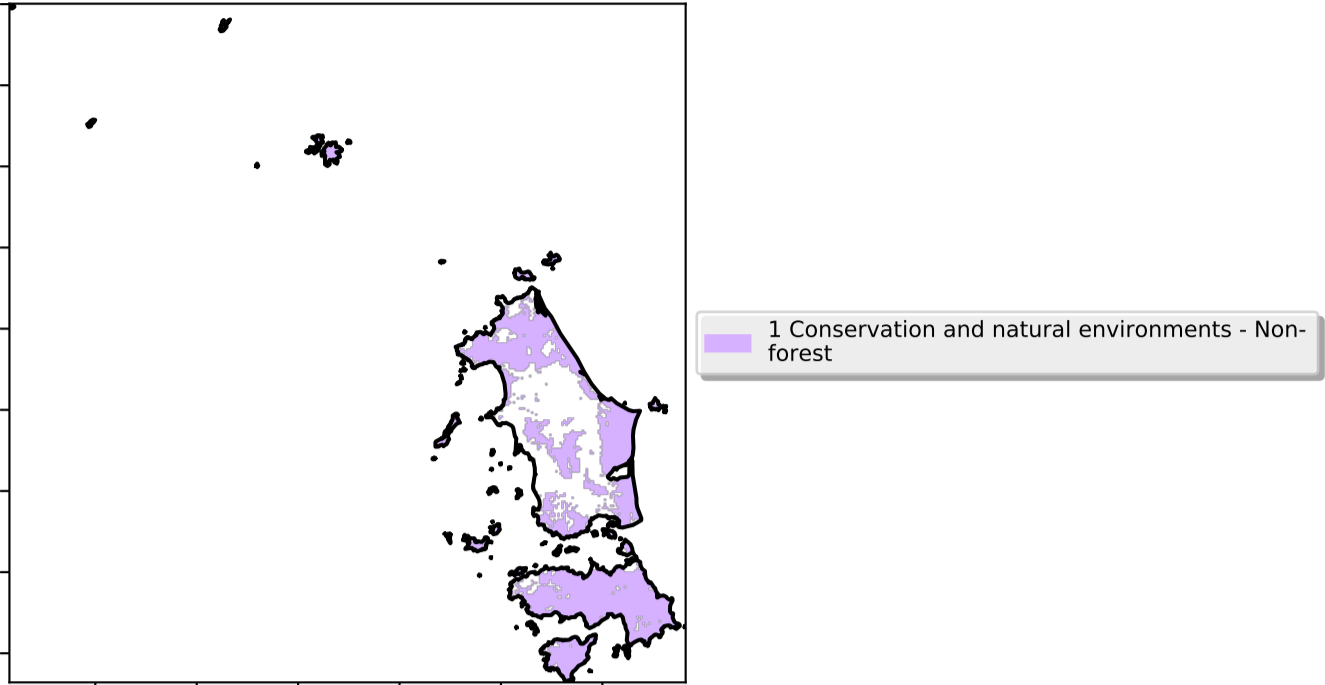 1 Conservation and natural environments - Non-
forest